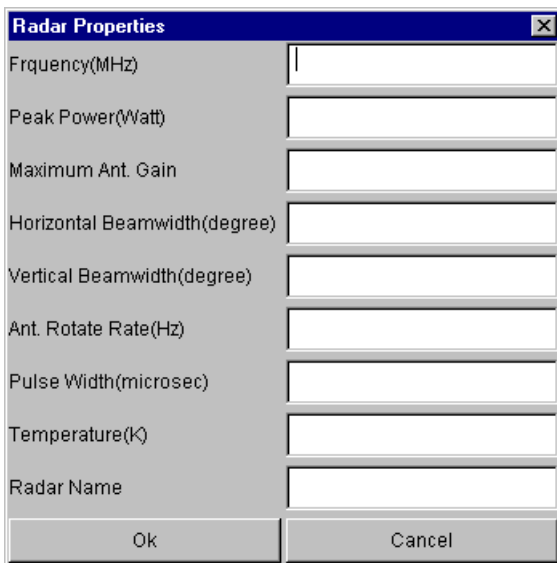 Radar Properties
Frquency(MHz)
Peak Power(Watt)
Maximum Ant. Gain
Horizontal Beamwidth(degree)
Vertical Beamwidth(degree)
Ant. Rotate Rate(Hz)
Pulse Width(microsec)
Temperature(K)
Radar Name
Ok Cancel